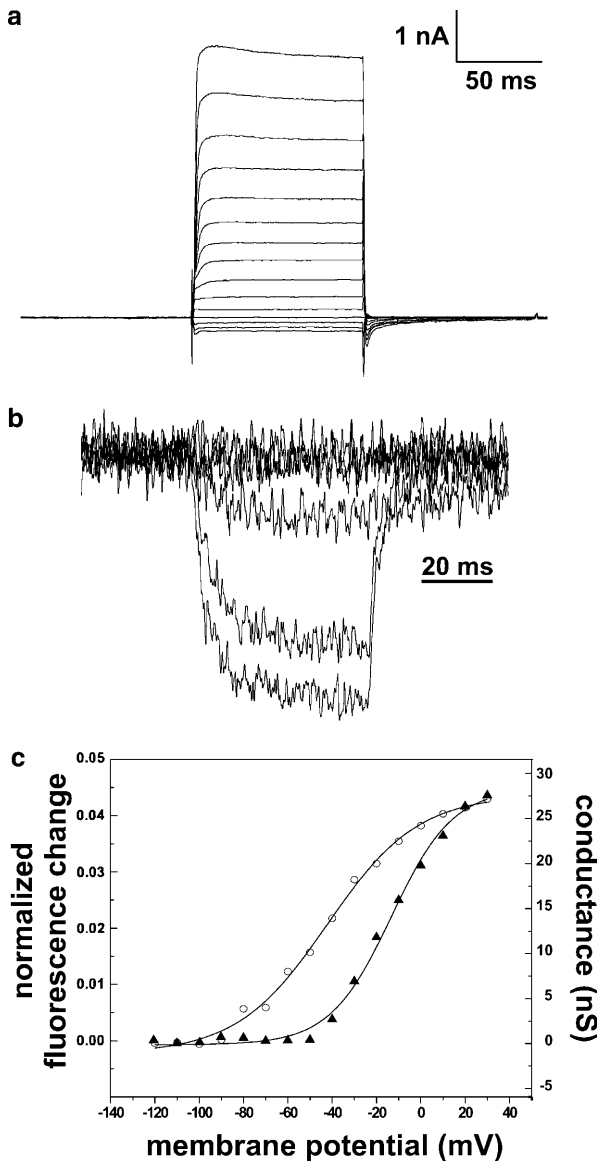 a
1 nA
50 ms
b
20 ms
c
normalized
fluorescence change
0.05
0.04
0.03
0.02
0.01
0.00
30
25
20
15
10
5
0
-5
conductance (nS)
-140 -120 -100 -80 -60 -40 -20 0 20 40
membrane potential (mV)